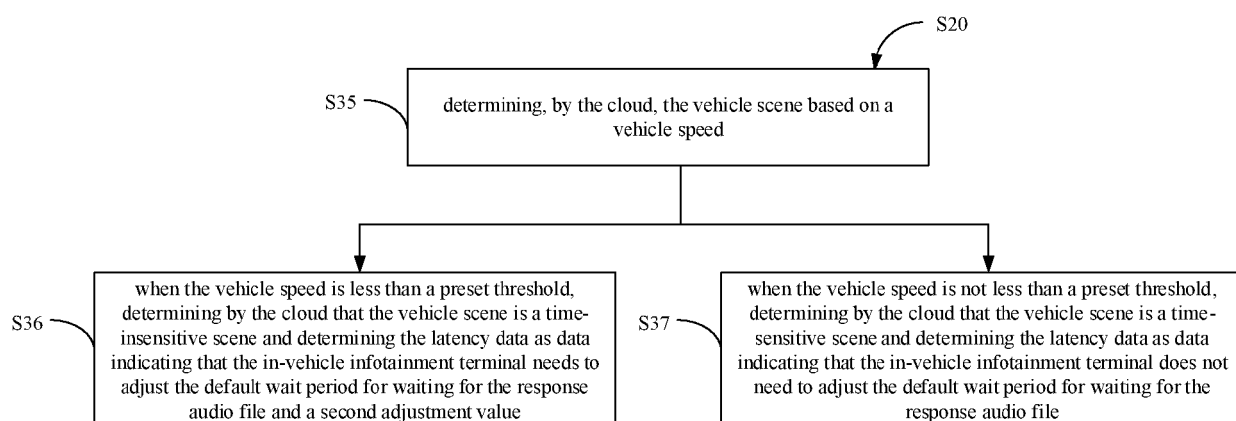 S20
S35
determining, by the cloud, the vehicle scene based on a
vehicle speed
S36
when the vehicle speed is less than a preset threshold,
determining by the cloud that the vehicle scene is a time-
insensitive scene and determining the latency data as data
indicating that the in-vehicle infotainment terminal needs to
adjust the default wait period for waiting for the response
audio file and a second adjustment value
S37
when the vehicle speed is not less than a preset threshold,
determining by the cloud that the vehicle scene is a time-
sensitive scene and determining the latency data as data
indicating that the in-vehicle infotainment terminal does not
need to adjust the default wait period for waiting for the
response audio file